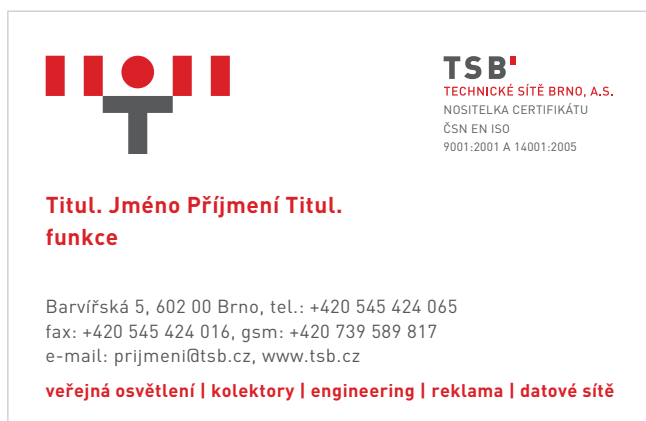 TSB
TECHNICKÉ SÍTĚ BRNO, A.S.
NOSITELKA CERTIFIKÁTU
ČSN EN ISO
9001:2001 A 14001:2005
Titul. Jméno Příjmení Titul.
funkce
Barvířská 5, 602 00 Brno, tel.: +420 545 424 065
fax: +420 545 424 016, gsm: +420 739 589 817
e-mail: prijmeni@tsb.cz, www.tsb.cz
veřejná osvětlení | kolektory | engineering | reklama | datové sítě